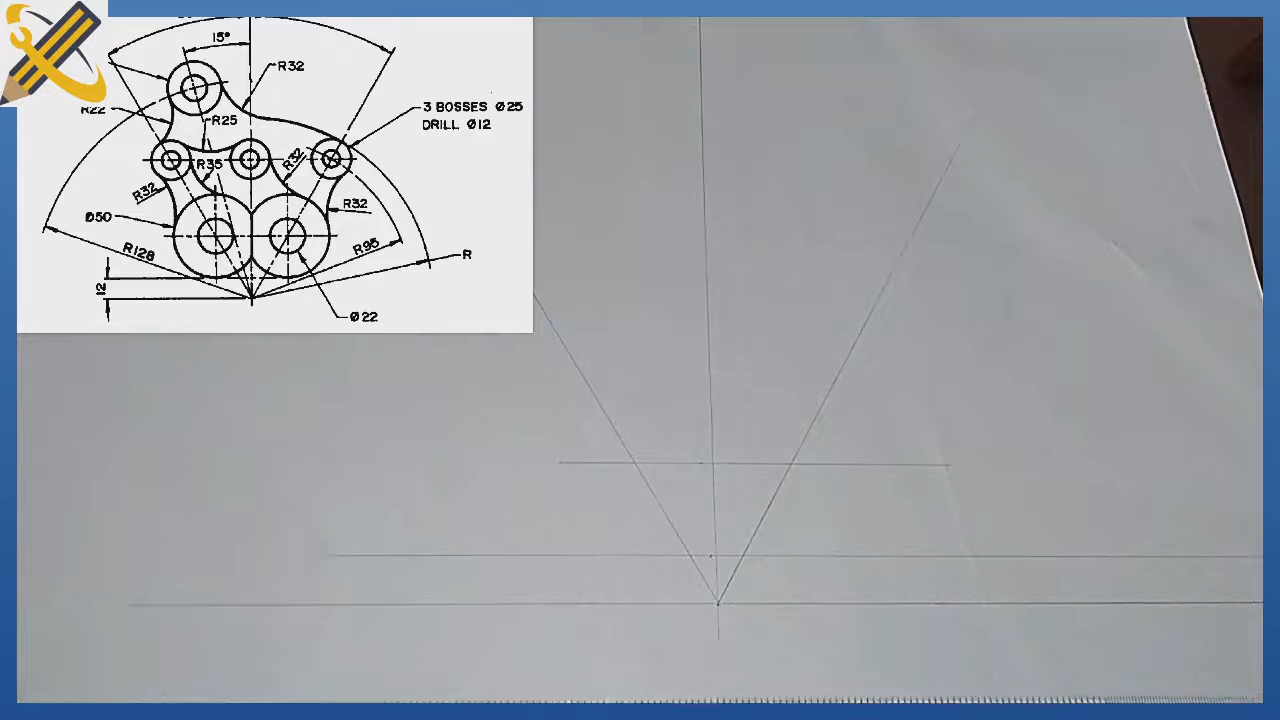 15°
R32
R22
3 BOSSES Ø25
DRILL Ø12
R25
R35
R32
R32
R32
Ø50
R128
R95
R
12
Ø22